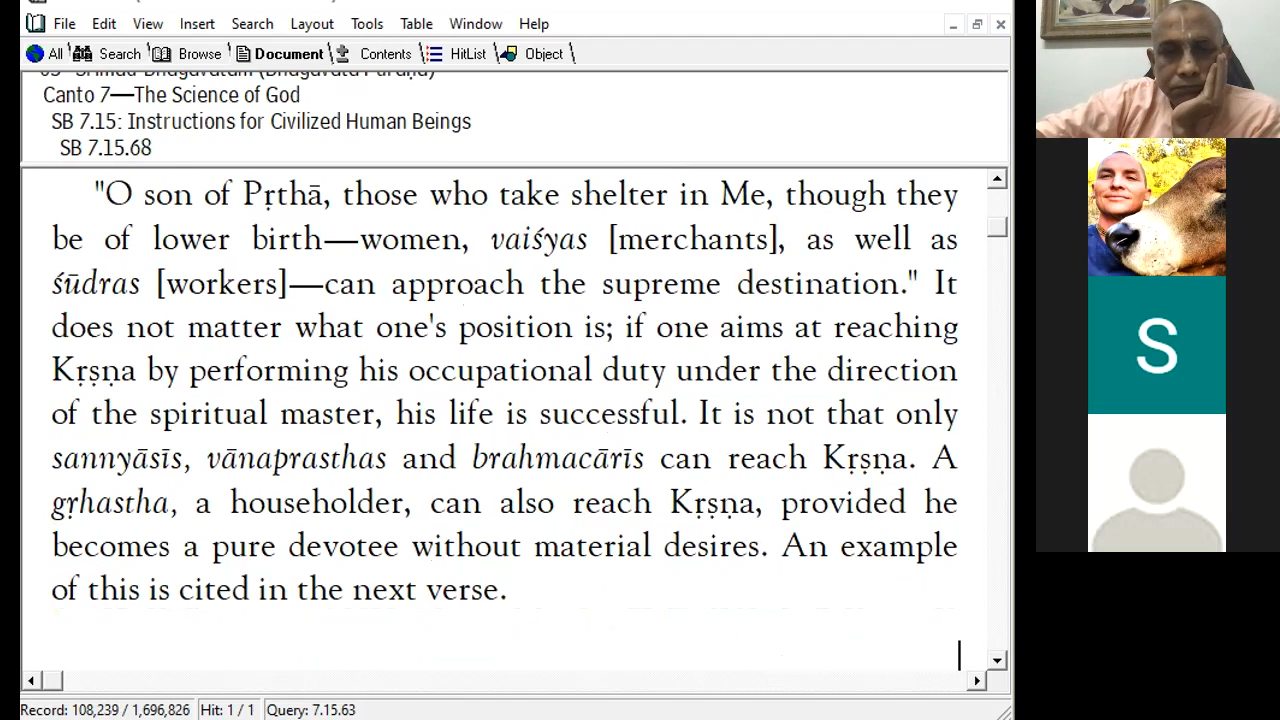 File Edit View Insert Search Layout Tools Table Window Help
All Search Browse Document Contents HitList Object
05 Srimad Bhagavatam (Bhagavata Purāṇa)
Canto 7—The Science of God
SB 7.15: Instructions for Civilized Human Beings
SB 7.15.68
"O son of Pṛthā, those who take shelter in Me, though they
be of lower birth—women, vaiśyas [merchants], as well as
śūdras [workers]—can approach the supreme destination." It
does not matter what one's position is; if one aims at reaching
Kṛṣṇa by performing his occupational duty under the direction
of the spiritual master, his life is successful. It is not that only
sannyāsīs, vānaprasthas and brahmacārīs can reach Kṛṣṇa. A
gṛhastha, a householder, can also reach Kṛṣṇa, provided he
becomes a pure devotee without material desires. An example
of this is cited in the next verse.
Record: 108,239 / 1,696,826 Hit: 1 / 1 Query: 7.15.63
S